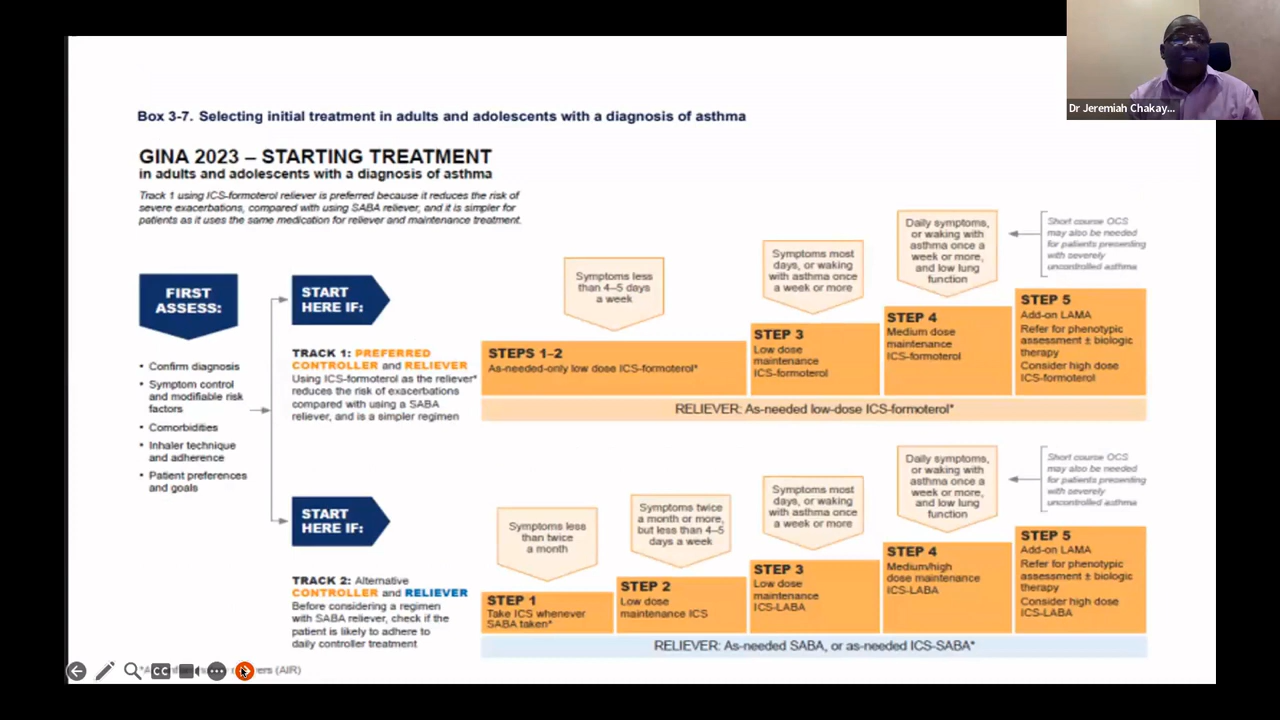 Dr Jeremiah Chakay...
Box 3-7. Selecting initial treatment in adults and adolescents with a diagnosis of asthma
GINA 2023 – STARTING TREATMENT
in adults and adolescents with a diagnosis of asthma
Track 1 using ICS-formoterol reliever is preferred because it reduces the risk of
severe exacerbations, compared with using SABA reliever, and it is simpler for
patients as it uses the same medication for reliever and maintenance treatment.
FIRST
ASSESS:
• Confirm diagnosis
• Symptom control
and modifiable risk
factors
• Comorbidities
• Inhaler technique
and adherence
• Patient preferences
and goals
START
HERE IF:
TRACK 1: PREFERRED
CONTROLLER and RELIEVER
Using ICS-formoterol as the reliever*
reduces the risk of exacerbations
compared with using a SABA
reliever, and is a simpler regimen
Symptoms less
than 4–5 days
a week
Symptoms most
days, or waking
with asthma once
a week or more
Daily symptoms,
or waking with
asthma once a
week or more,
and low lung
function
Short course OCS
may also be needed
for patients presenting
with severely
uncontrolled asthma
STEPS 1–2
As-needed-only low dose ICS-formoterol*
STEP 3
Low dose
maintenance
ICS-formoterol
STEP 4
Medium dose
maintenance
ICS-formoterol
STEP 5
Add-on LAMA
Refer for phenotypic
assessment ± biologic
therapy
Consider high dose
ICS-formoterol
RELIEVER: As-needed low-dose ICS-formoterol*
START
HERE IF:
TRACK 2: Alternative
CONTROLLER and RELIEVER
Before considering a regimen
with SABA reliever, check if the
patient is likely to adhere to
daily controller treatment
Symptoms less
than twice
a month
Symptoms twice
a month or more,
but less than 4–5
days a week
Symptoms most
days, or waking
with asthma once
a week or more
Daily symptoms,
or waking with
asthma once a
week or more,
and low lung
function
Short course OCS
may also be needed
for patients presenting
with severely
uncontrolled asthma
STEP 1
Take ICS whenever
SABA taken*
STEP 2
Low dose
maintenance ICS
STEP 3
Low dose
maintenance
ICS-LABA
STEP 4
Medium/high
dose maintenance
ICS-LABA
STEP 5
Add-on LAMA
Refer for phenotypic
assessment ± biologic
therapy
Consider high dose
ICS-LABA
RELIEVER: As-needed SABA, or as-needed ICS-SABA*
CC
(AIR)